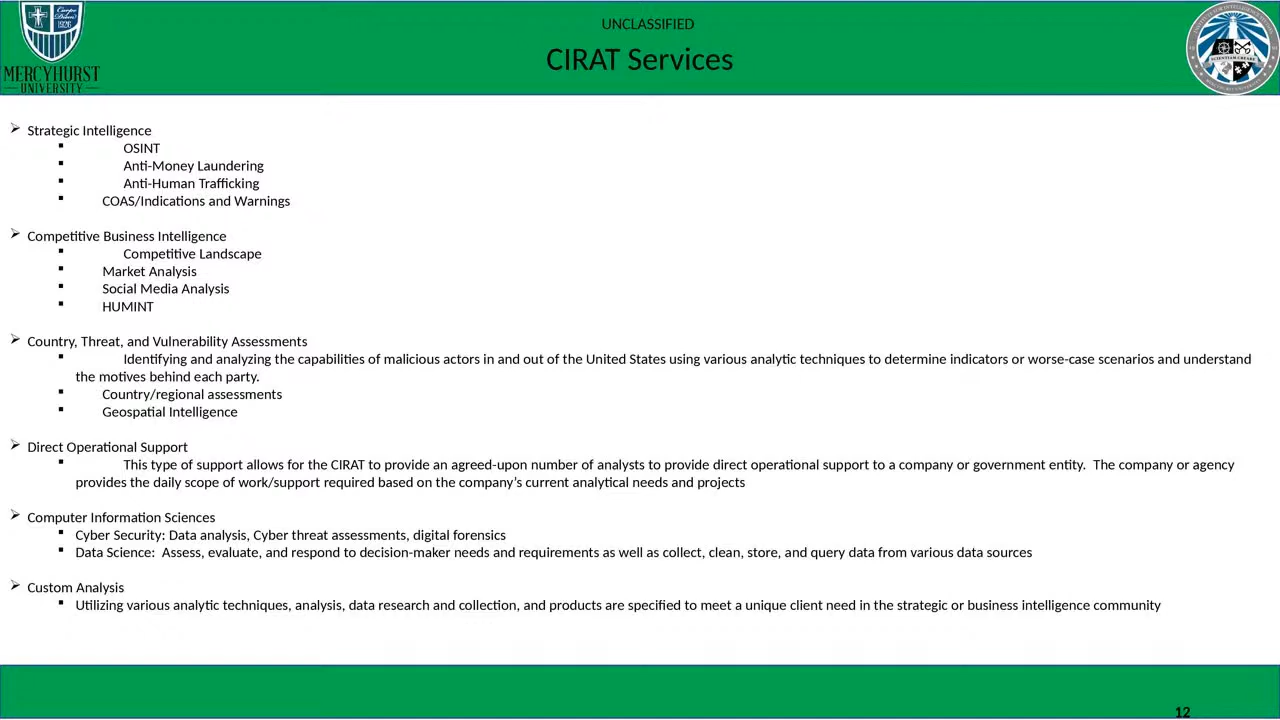 UNCLASSIFIED
CIRAT Services
Carpe Diem
1926
MERCYHURST
UNIVERSITY
SCIENTIAM CREARE
Strategic Intelligence
OSINT
Anti-Money Laundering
Anti-Human Trafficking
COAS/Indications and Warnings
Competitive Business Intelligence
Competitive Landscape
Market Analysis
Social Media Analysis
HUMINT
Country, Threat, and Vulnerability Assessments
Identifying and analyzing the capabilities of malicious actors in and out of the United States using various analytic techniques to determine indicators or worse-case scenarios and understand
the motives behind each party.
Country/regional assessments
Geospatial Intelligence
Direct Operational Support
This type of support allows for the CIRAT to provide an agreed-upon number of analysts to provide direct operational support to a company or government entity.  The company or agency
provides the daily scope of work/support required based on the company’s current analytical needs and projects
Computer Information Sciences
Cyber Security: Data analysis, Cyber threat assessments, digital forensics
Data Science:  Assess, evaluate, and respond to decision-maker needs and requirements as well as collect, clean, store, and query data from various data sources
Custom Analysis
Utilizing various analytic techniques, analysis, data research and collection, and products are specified to meet a unique client need in the strategic or business intelligence community
12